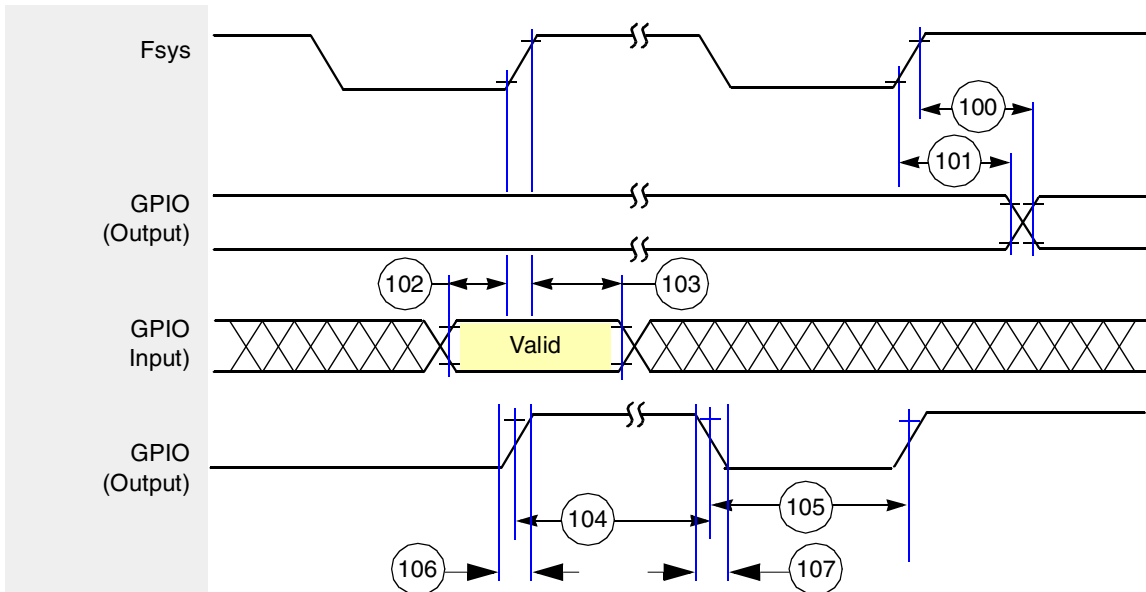 Fsys
100
101
GPIO
(Output)
102
103
GPIO
Input)
Valid
GPIO
(Output)
104
105
106
107